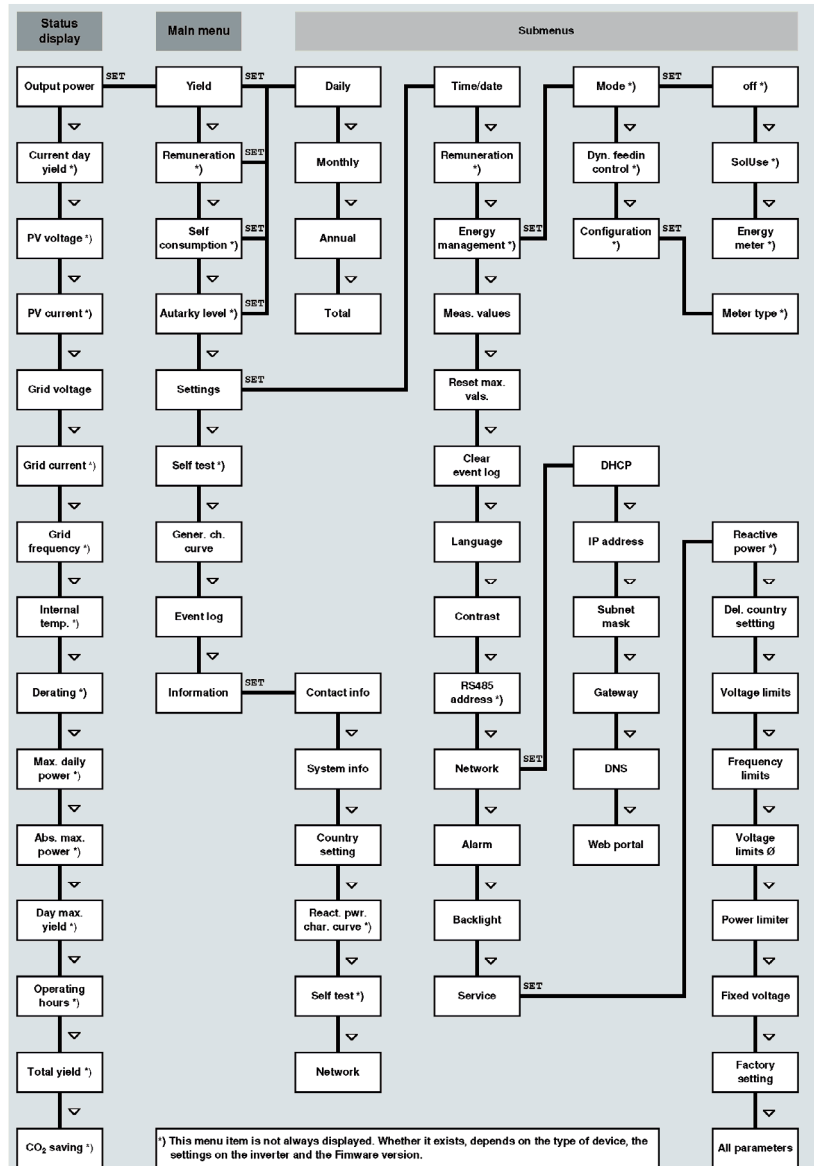 Status
display
Main menu
Submenus
Output power
SET
Yield
SET
Daily
Time/date
Mode *)
SET
off *)
Current day
yield *)
Remuneration
*)
SET
Monthly
Remuneration
*)
Dyn. feedin
control *)
SolUse *)
PV voltage *)
Self
consumption *)
SET
Annual
Energy
management *)
SET
Configuration
*)
SET
Energy
meter *)
PV current *)
Autarky level *)
SET
Total
Meas. values
Meter type *)
Grid voltage
Settings
SET
Reset max.
vals.
Grid current *)
Self test *)
Clear
event log
DHCP
Grid
frequency *)
Gener. ch.
curve
Language
IP address
Reactive
power *)
Internal
temp. *)
Event log
Contrast
Subnet
mask
Del. country
settting
Derating *)
Information
SET
Contact info
RS485
address *)
Gateway
Voltage limits
Max. daily
power *)
System info
Network
SET
DNS
Frequency
limits
Abs. max.
power *)
Country
setting
Alarm
Web portal
Voltage
limits Ø
Day max.
yield *)
React. pwr.
char. curve *)
Backlight
Power limiter
Operating
hours *)
Self test *)
Service
SET
Fixed voltage
Total yield *)
Network
Factory
setting
CO₂ saving *)
*) This menu item is not always displayed. Whether it exists, depends on the type of device, the
settings on the inverter and the Fimware version.
All parameters